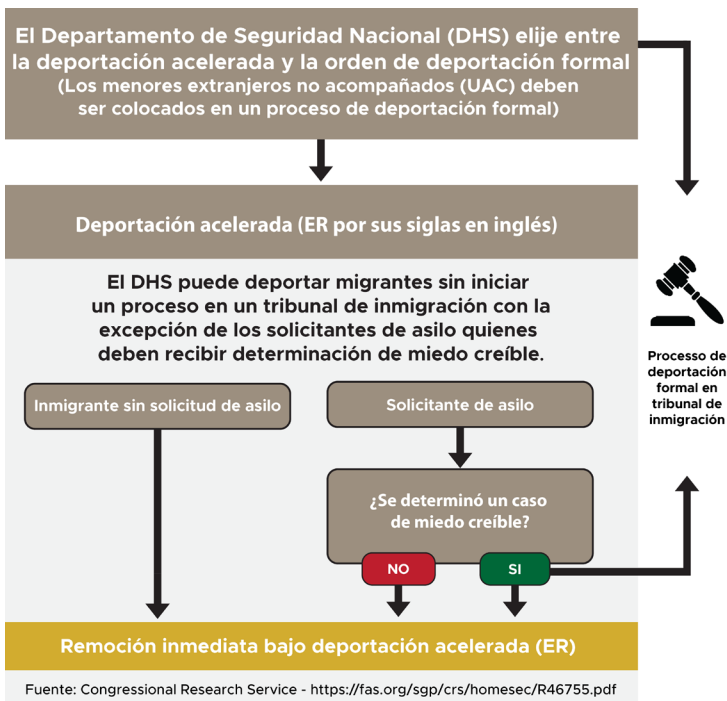 El Departamento de Seguridad Nacional (DHS) elije entre
la deportación acelerada y la orden de deportación formal
(Los menores extranjeros no acompañados (UAC) deben
ser colocados en un proceso de deportación formal)
Deportación acelerada (ER por sus siglas en inglés)
El DHS puede deportar migrantes sin iniciar
un proceso en un tribunal de inmigración con la
excepción de los solicitantes de asilo quienes
deben recibir determinación de miedo creíble.
Processo de
deportación
formal en
tribunal de
inmigración
Inmigrante sin solicitud de asilo
Solicitante de asilo
¿Se determinó un caso
de miedo creíble?
NO
SI
Remoción inmediata bajo deportación acelerada (ER)
Fuente: Congressional Research Service - https://fas.org/sgp/crs/homesec/R46755.pdf